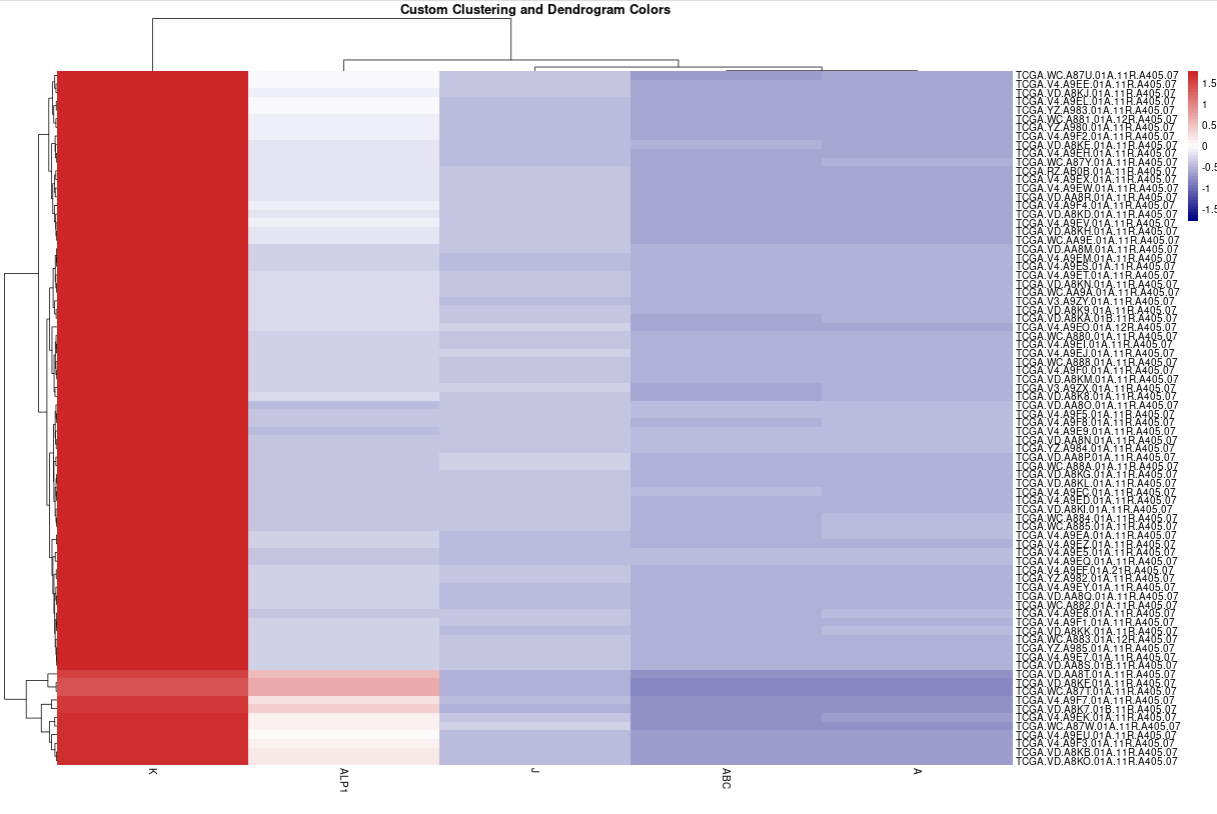 Custom Clustering and Dendrogram Colors
TCGA.WC.A87U.01A.11R.A405.07
TCGA.V4.A9EE.01A.11R.A405.07
TCGA.VD.A8KJ.01A.11R.A405.07
TCGA.V4.A9EL.01A.11R.A405.07
TCGA.YZ.A983.01A.11R.A405.07
TCGA.WC.A881.01A.12R.A405.07
TCGA.YZ.A980.01A.11R.A405.07
TCGA.V4.A9F2.01A.11R.A405.07
TCGA.VD.A8KE.01A.11R.A405.07
TCGA.V4.A9EH.01A.11R.A405.07
TCGA.WC.A87Y.01A.11R.A405.07
TCGA.RZ.AB0B.01A.11R.A405.07
TCGA.V4.A9EX.01A.11R.A405.07
TCGA.V4.A9EW.01A.11R.A405.07
TCGA.VD.AA8R.01A.11R.A405.07
TCGA.V4.A9F4.01A.11R.A405.07
TCGA.VD.A8KD.01A.11R.A405.07
TCGA.V4.A9EV.01A.11R.A405.07
TCGA.VD.A8KH.01A.11R.A405.07
TCGA.WC.AA9E.01A.11R.A405.07
TCGA.VD.AA8M.01A.11R.A405.07
TCGA.V4.A9EM.01A.11R.A405.07
TCGA.V4.A9ES.01A.11R.A405.07
TCGA.V4.A9ET.01A.11R.A405.07
TCGA.VD.A8KN.01A.11R.A405.07
TCGA.WC.AA9A.01A.11R.A405.07
TCGA.V3.A9ZY.01A.11R.A405.07
TCGA.VD.A8K9.01A.11R.A405.07
TCGA.VD.A8KA.01B.11R.A405.07
TCGA.V4.A9EO.01A.12R.A405.07
TCGA.WC.A880.01A.11R.A405.07
TCGA.V4.A9EI.01A.11R.A405.07
TCGA.V4.A9EJ.01A.11R.A405.07
TCGA.WC.A888.01A.11R.A405.07
TCGA.V4.A9F0.01A.11R.A405.07
TCGA.VD.A8KM.01A.11R.A405.07
TCGA.V3.A9ZX.01A.11R.A405.07
TCGA.VD.A8K8.01A.11R.A405.07
TCGA.VD.AA8O.01A.11R.A405.07
TCGA.V4.A9F5.01A.11R.A405.07
TCGA.V4.A9F8.01A.11R.A405.07
TCGA.V4.A9E9.01A.11R.A405.07
TCGA.VD.AA8N.01A.11R.A405.07
TCGA.YZ.A984.01A.11R.A405.07
TCGA.VD.AA8P.01A.11R.A405.07
TCGA.WC.A88A.01A.11R.A405.07
TCGA.VD.A8KG.01A.11R.A405.07
TCGA.VD.A8KL.01A.11R.A405.07
TCGA.V4.A9EC.01A.11R.A405.07
TCGA.V4.A9ED.01A.11R.A405.07
TCGA.VD.A8KI.01A.11R.A405.07
TCGA.WC.A884.01A.11R.A405.07
TCGA.WC.A885.01A.11R.A405.07
TCGA.V4.A9EA.01A.11R.A405.07
TCGA.V4.A9EZ.01A.11R.A405.07
TCGA.V4.A9E5.01A.11R.A405.07
TCGA.V4.A9EQ.01A.11R.A405.07
TCGA.V4.A9EF.01A.21R.A405.07
TCGA.YZ.A982.01A.11R.A405.07
TCGA.V4.A9EY.01A.11R.A405.07
TCGA.VD.AA8Q.01A.11R.A405.07
TCGA.WC.A882.01A.11R.A405.07
TCGA.V4.A9E8.01A.11R.A405.07
TCGA.V4.A9F1.01A.11R.A405.07
TCGA.VD.A8KK.01A.11R.A405.07
TCGA.WC.A883.01A.12R.A405.07
TCGA.YZ.A985.01A.11R.A405.07
TCGA.V4.A9E7.01A.11R.A405.07
TCGA.VD.AA8S.01B.11R.A405.07
TCGA.VD.AA8T.01A.11R.A405.07
TCGA.VD.A8KF.01A.11R.A405.07
TCGA.WC.A87T.01A.11R.A405.07
TCGA.V4.A9F7.01A.11R.A405.07
TCGA.VD.A8K7.01B.11R.A405.07
TCGA.V4.A9EK.01A.11R.A405.07
TCGA.WC.A87W.01A.11R.A405.07
TCGA.V4.A9EU.01A.11R.A405.07
TCGA.V4.A9F3.01A.11R.A405.07
TCGA.VD.A8KB.01A.11R.A405.07
TCGA.VD.A8KO.01A.11R.A405.07
1.5
1
0.5
0
-0.5
-1
-1.5
K
ALP1
J
ABC
A